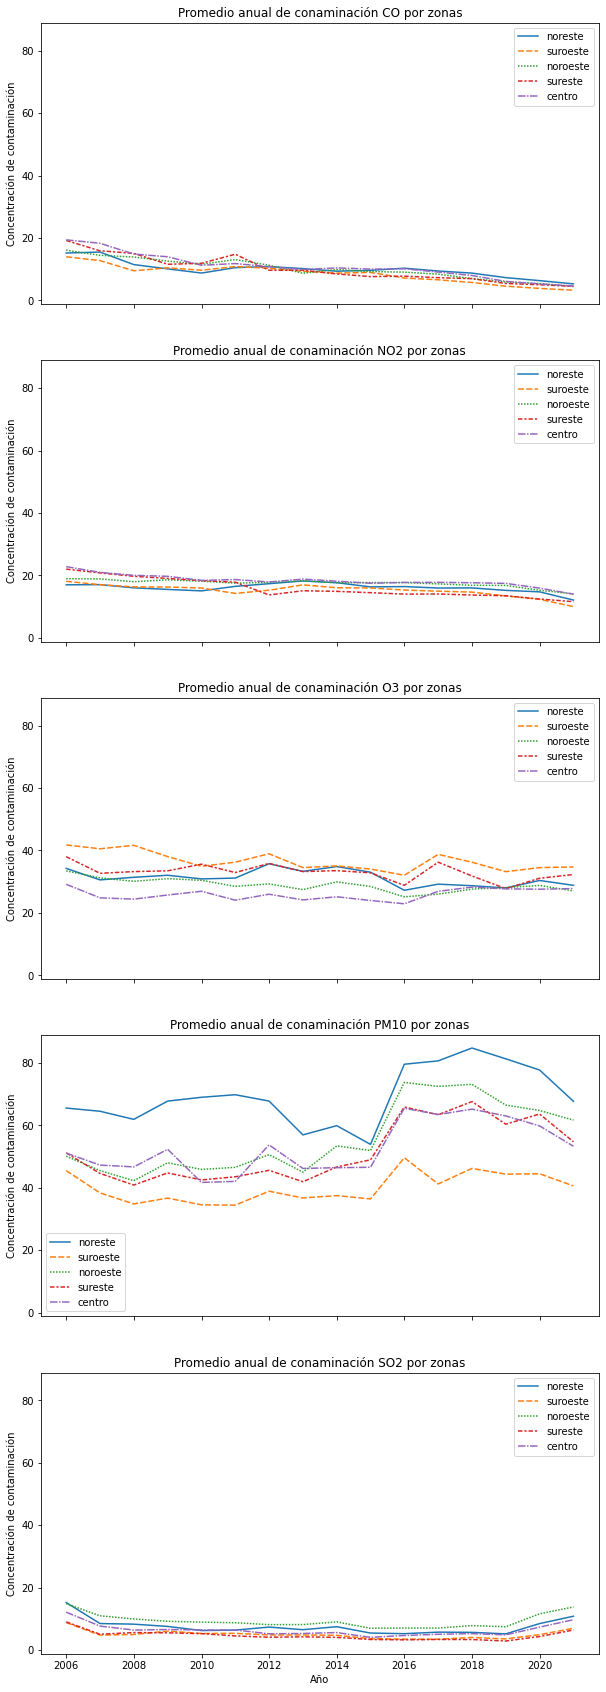 Promedio anual de conaminación CO por zonas
Concentración de contaminación
80
60
40
20
0
noreste
suroeste
noroeste
sureste
centro
Promedio anual de conaminación NO2 por zonas
Concentración de contaminación
80
60
40
20
0
noreste
suroeste
noroeste
sureste
centro
Promedio anual de conaminación O3 por zonas
Concentración de contaminación
80
60
40
20
0
noreste
suroeste
noroeste
sureste
centro
Promedio anual de conaminación PM10 por zonas
Concentración de contaminación
80
60
40
20
0
noreste
suroeste
noroeste
sureste
centro
Promedio anual de conaminación SO2 por zonas
Concentración de contaminación
80
60
40
20
0
noreste
suroeste
noroeste
sureste
centro
2006 2008 2010 2012 2014 2016 2018 2020
Año